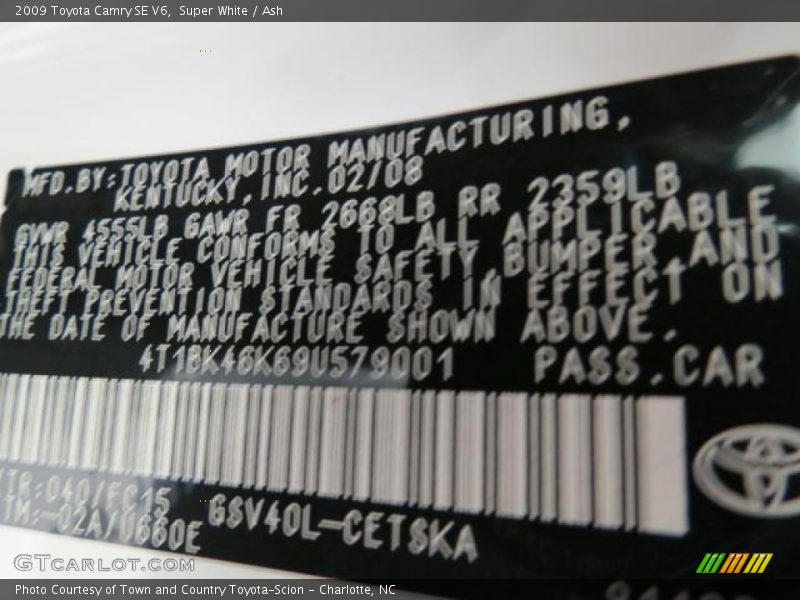 2009 Toyota Camry SE V6,  Super White / Ash
MFD.BY:TOYOTA MOTOR MANUFACTURING,
KENTUCKY,INC.02/08
GVWR 4555LB GAWR FR 2668LB RR 2359LB
THIS VEHICLE CONFORMS TO ALL APPLICABLE
FEDERAL MOTOR VEHICLE SAFETY,BUMPER AND
THEFT PREVENTION STANDARDS IN EFFECT ON
THE DATE OF MANUFACTURE SHOWN ABOVE.
4T1BK46K69U579001 PASS.CAR
/TR:040/FC15
TM:-02A/U660E GSV40L-CETSKA
GTCARLOT.COM
Photo Courtesy of Town and Country Toyota-Scion - Charlotte, NC